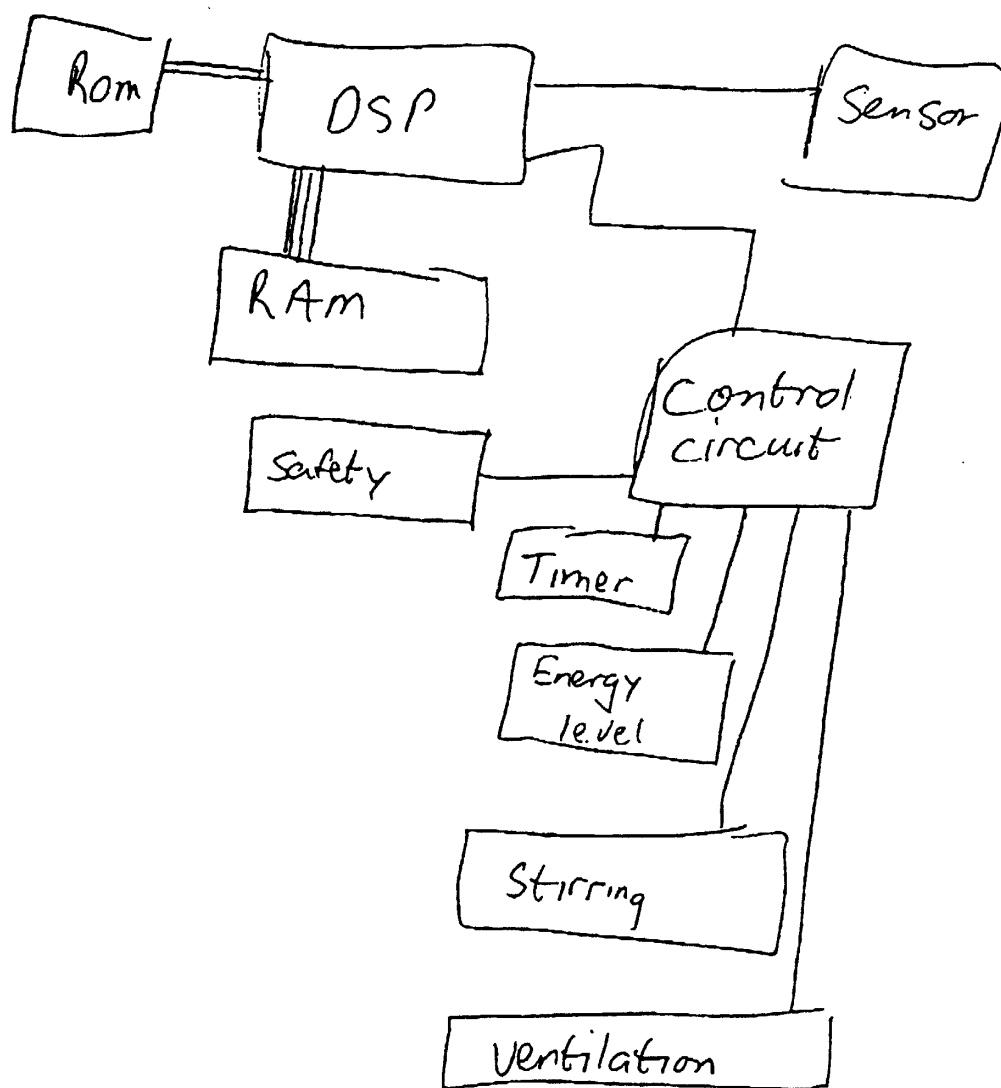 Rom
DSP
Sensor
RAm
Control
circuit
Safety
Timer
Energy
level
Stirring
Ventilation